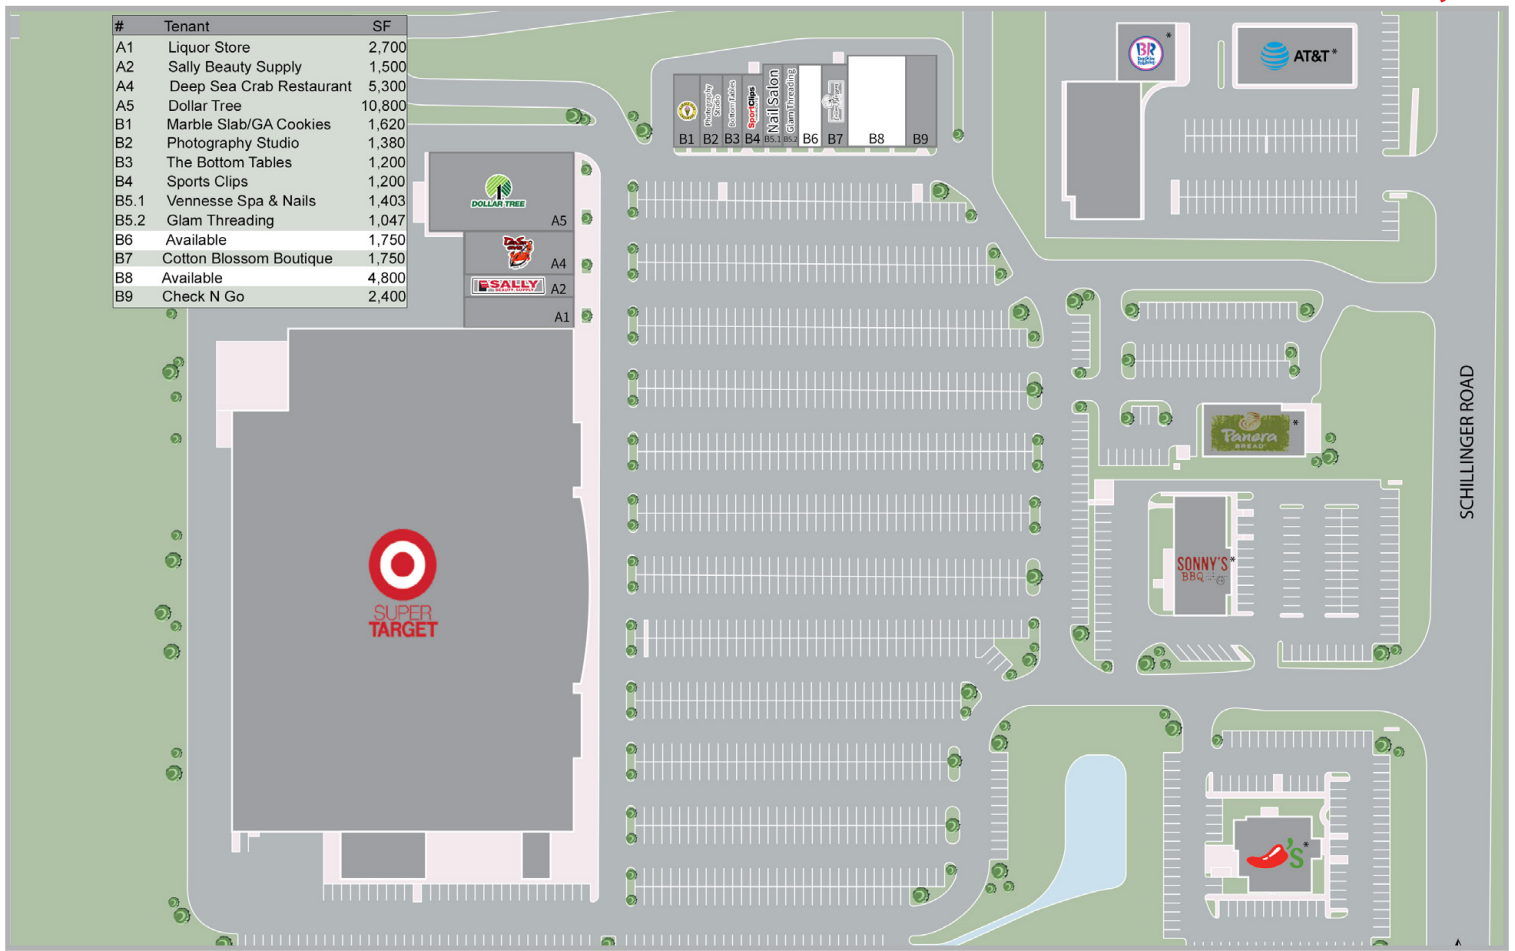 # Tenant SF
A1 Liquor Store 2,700
A2 Sally Beauty Supply 1,500
A4 Deep Sea Crab Restaurant 5,300
A5 Dollar Tree 10,800
B1 Marble Slab/GA Cookies 1,620
B2 Photography Studio 1,380
B3 The Bottom Tables 1,200
B4 Sports Clips 1,200
B5.1 Vennesse Spa & Nails 1,403
B5.2 Glam Threading 1,047
B6 Available 1,750
B7 Cotton Blossom Boutique 1,750
B8 Available 4,800
B9 Check N Go 2,400
BR
*
AT&T*
Photography
Studio
Bottom Tables
SportClips
Nail Salon
Glam Threading
B1 B2 B3 B4 B5.1 B5.2 B6 B7 B8 B9
DOLLAR TREE
A5
A4
SALLY
BEAUTY SUPPLY
A2
A1
Panera
BREAD
*
SCHILLINGER ROAD
SONNY'S*
BBQ
SUPER
TARGET
'S*